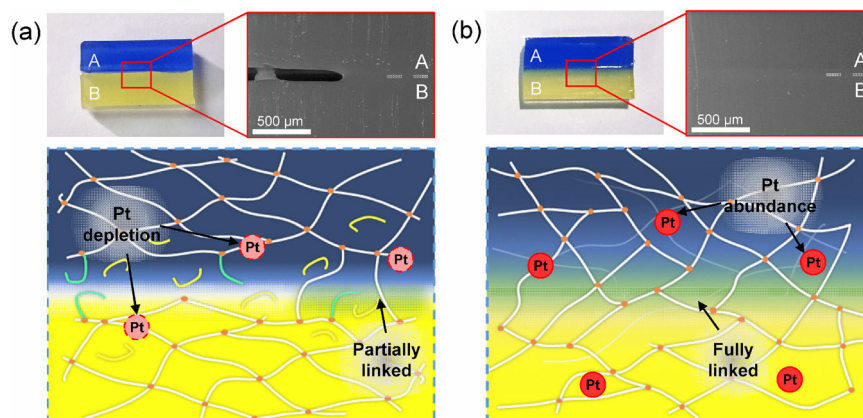 (a)
A
B
A
B
500 µm
Pt
depletion
Pt
Pt
Pt
Partially
linked
(b)
A
B
A
B
500 µm
Pt
abundance
Pt
Pt
Pt
Fully
linked
Pt
Pt